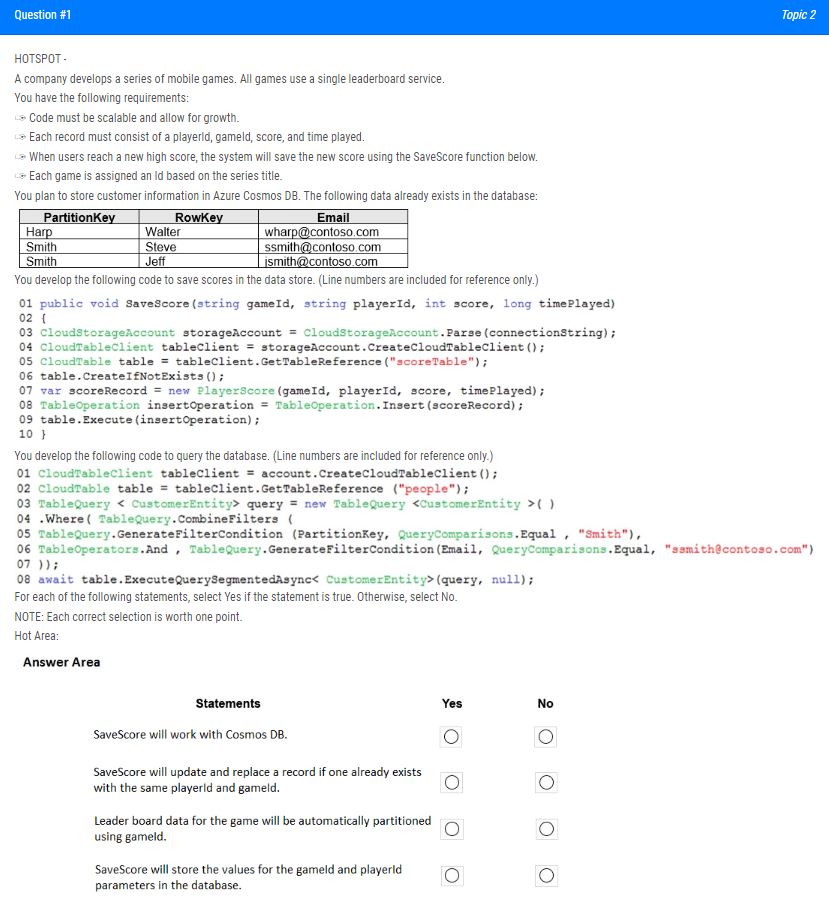 Question #1 Topic 2
HOTSPOT -
A company develops a series of mobile games. All games use a single leaderboard service.
You have the following requirements:
☞ Code must be scalable and allow for growth.
☞ Each record must consist of a playerId, gameId, score, and time played.
☞ When users reach a new high score, the system will save the new score using the SaveScore function below.
☞ Each game is assigned an Id based on the series title.
You plan to store customer information in Azure Cosmos DB. The following data already exists in the database:
PartitionKey RowKey Email
Harp Walter wharp@contoso.com
Smith Steve ssmith@contoso.com
Smith Jeff jsmith@contoso.com
You develop the following code to save scores in the data store. (Line numbers are included for reference only.)
01 public void SaveScore(string gameId, string playerId, int score, long timePlayed)
02 {
03 CloudStorageAccount storageAccount = CloudStorageAccount.Parse(connectionString);
04 CloudTableClient tableClient = storageAccount.CreateCloudTableClient();
05 CloudTable table = tableClient.GetTableReference("scoreTable");
06 table.CreateIfNotExists();
07 var scoreRecord = new PlayerScore(gameId, playerId, score, timePlayed);
08 TableOperation insertOperation = TableOperation.Insert(scoreRecord);
09 table.Execute(insertOperation);
10 }
You develop the following code to query the database. (Line numbers are included for reference only.)
01 CloudTableClient tableClient = account.CreateCloudTableClient();
02 CloudTable table = tableClient.GetTableReference ("people");
03 TableQuery < CustomerEntity> query = new TableQuery <CustomerEntity >( )
04 .Where( TableQuery.CombineFilters (
05 TableQuery.GenerateFilterCondition (PartitionKey, QueryComparisons.Equal , "Smith"),
06 TableOperators.And , TableQuery.GenerateFilterCondition(Email, QueryComparisons.Equal, "ssmith@contoso.com")
07 ));
08 await table.ExecuteQuerySegmentedAsync< CustomerEntity>(query, null);
For each of the following statements, select Yes if the statement is true. Otherwise, select No.
NOTE: Each correct selection is worth one point.
Hot Area:
Answer Area
Statements Yes No
SaveScore will work with Cosmos DB.
SaveScore will update and replace a record if one already exists
with the same playerId and gameId.
Leader board data for the game will be automatically partitioned
using gameId.
SaveScore will store the values for the gameId and playerId
parameters in the database.